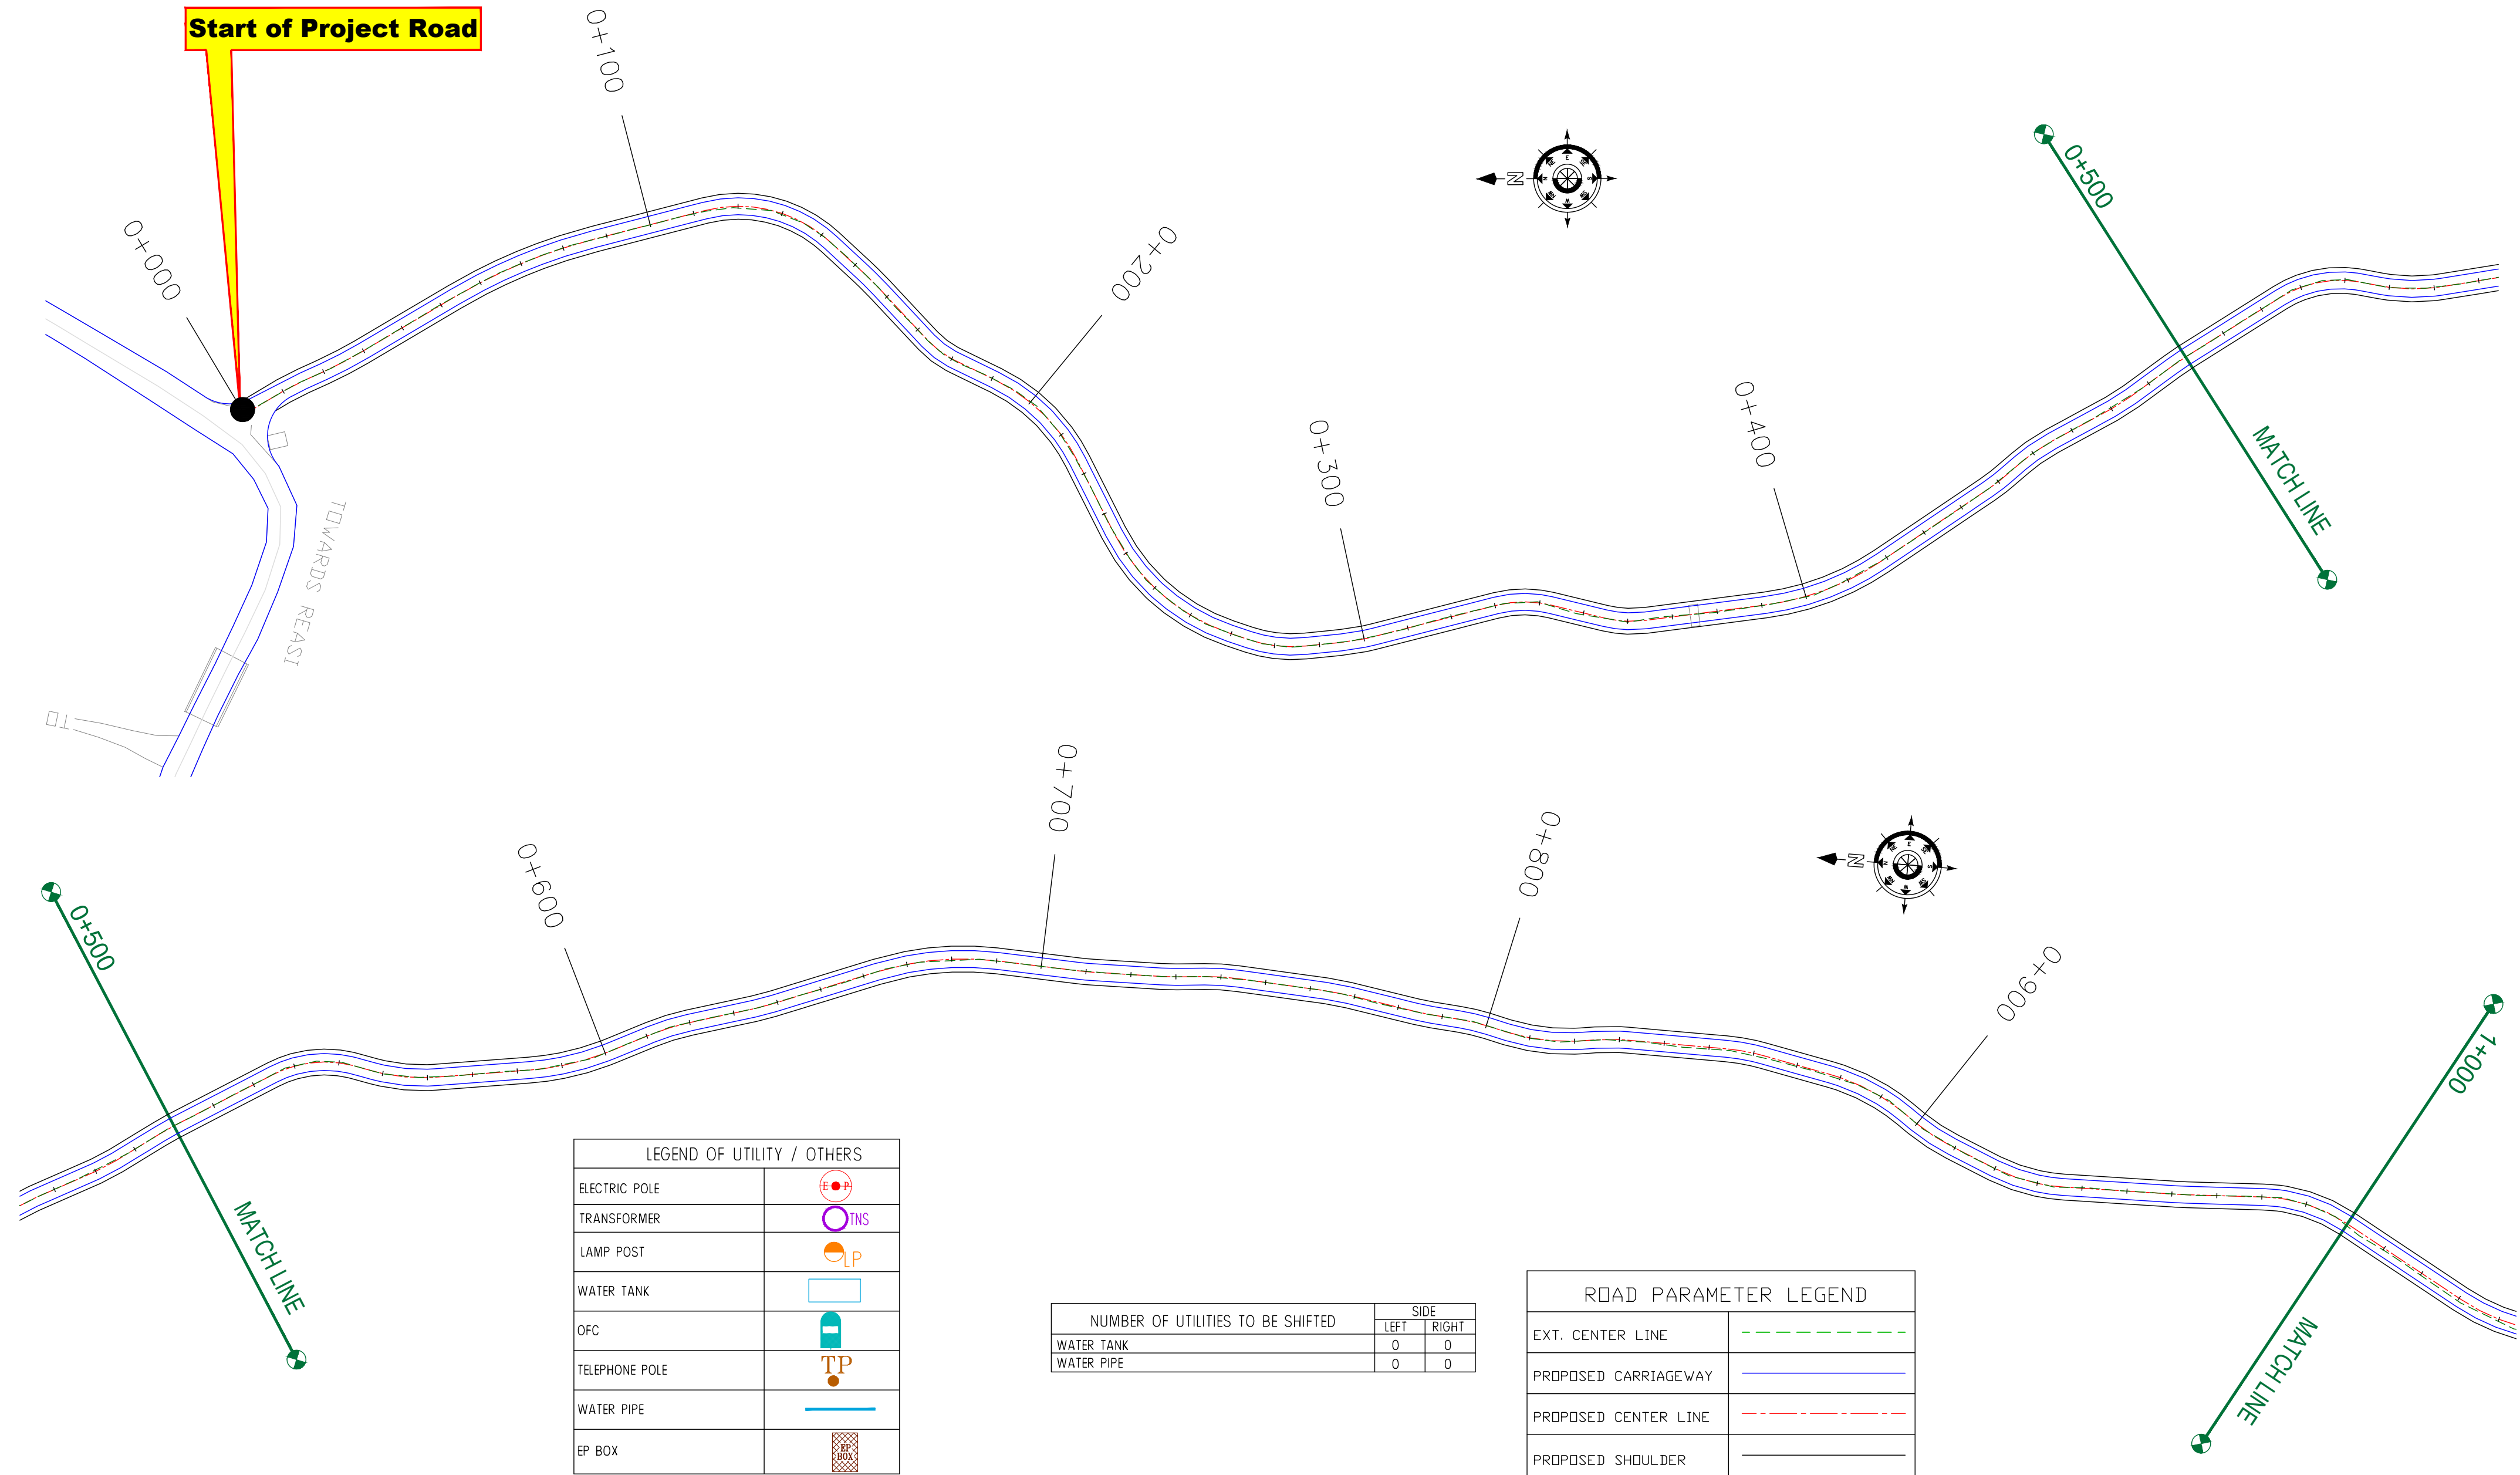 Start of Project Road
0+000
0+100
0+200
0+300
0+400
0+500
MATCH LINE
N
E
S
TOWARDS REASI
TO
0+500
MATCH LINE
0+600
0+700
0+800
0+900
1+000
MATCH LINE
N
E
S
LEGEND OF UTILITY / OTHERS
ELECTRIC POLE E P
TRANSFORMER TNS
LAMP POST LP
WATER TANK
OFC
TELEPHONE POLE TP
WATER PIPE
EP BOX EP BOX
NUMBER OF UTILITIES TO BE SHIFTED SIDE
LEFT RIGHT
WATER TANK 0 0
WATER PIPE 0 0
ROAD PARAMETER LEGEND
EXT. CENTER LINE
PROPOSED CARRIAGEWAY
PROPOSED CENTER LINE
PROPOSED SHOULDER